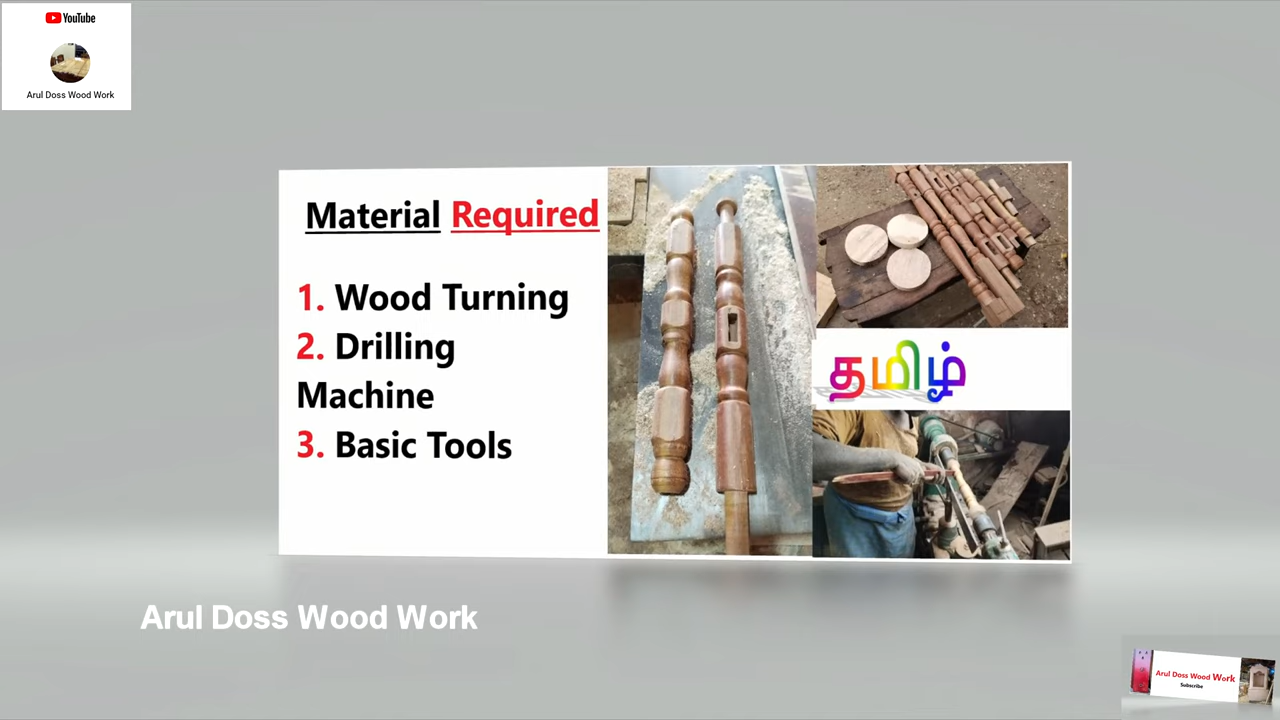 YouTube
Arul Doss Wood Work
Material Required
1. Wood Turning
2. Drilling
Machine
3. Basic Tools
தமிழ்
Arul Doss Wood Work
Arul Doss Wood Work
Subscribe